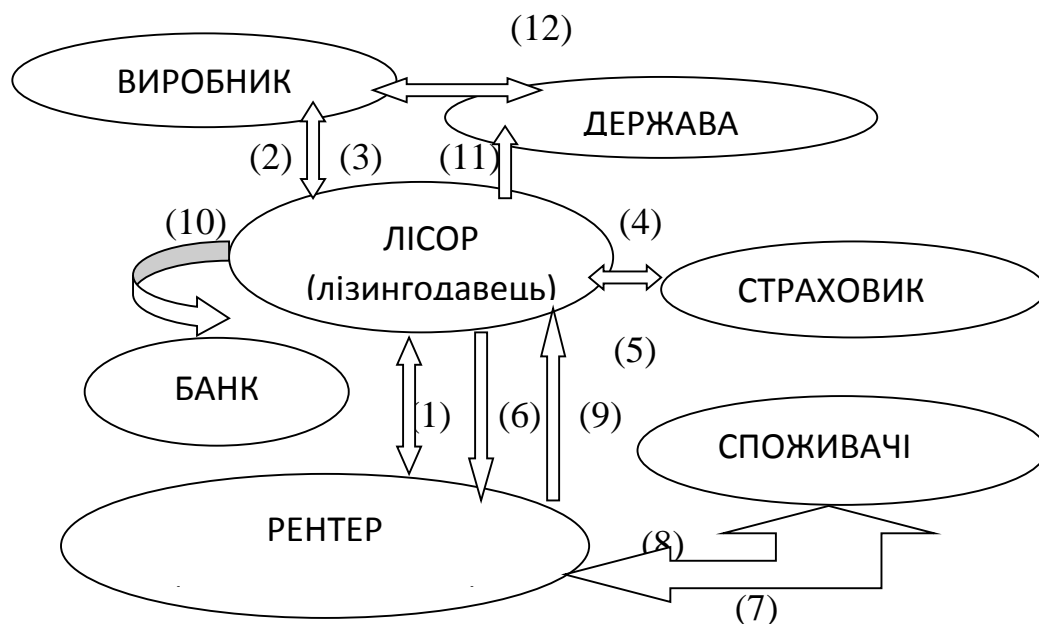 (12)
ВИРОБНИК
ДЕРЖАВА
(2) (3) (11)
(10)
ЛІСОР
(лізингодавець)
(4)
СТРАХОВИК
(5)
БАНК
(1) (6) (9)
СПОЖИВАЧІ
РЕНТЕР
(8)
(7)